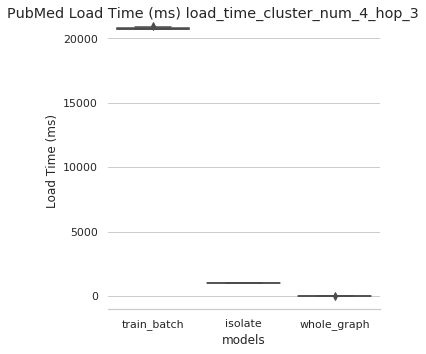 PubMed Load Time (ms) load_time_cluster_num_4_hop_3
20000
15000
10000
5000
0
Load Time (ms)
train_batch
isolate
whole_graph
models